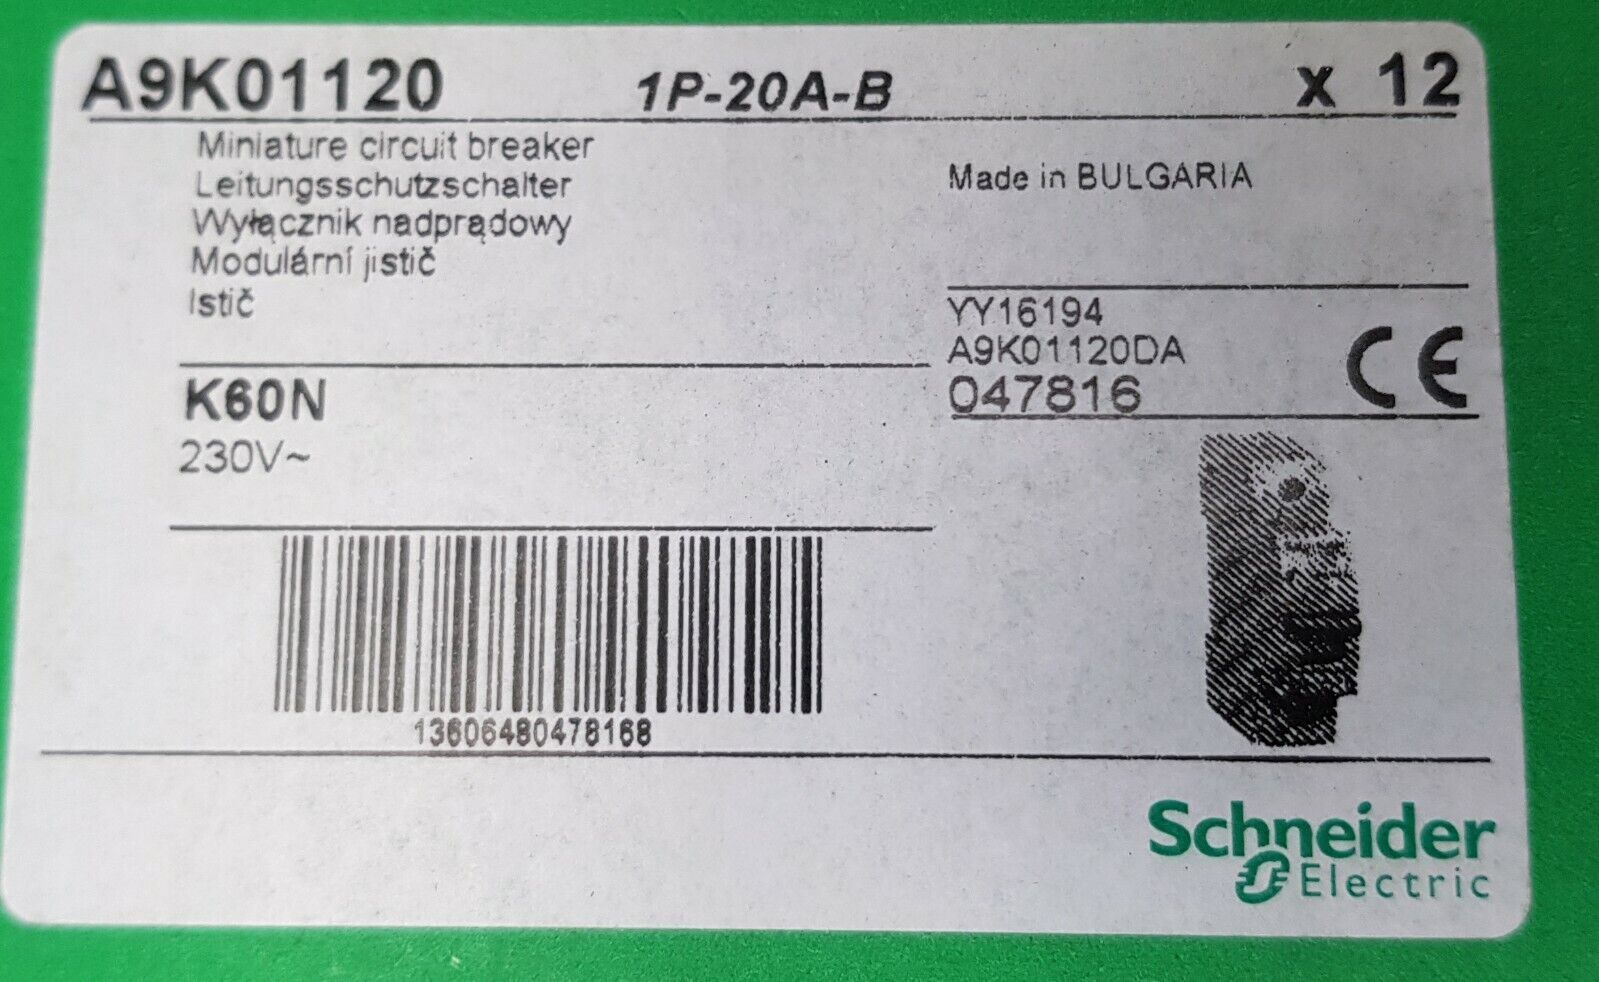 A9K01120 1P-20A-B x 12
Miniature circuit breaker
Leitungsschutzschalter
Wyłącznik nadprądowy
Modulární jistič
Istič
Made in BULGARIA
K60N
230V~
YY16194
A9K01120DA
047816
CE
13606480478168
Schneider
Electric